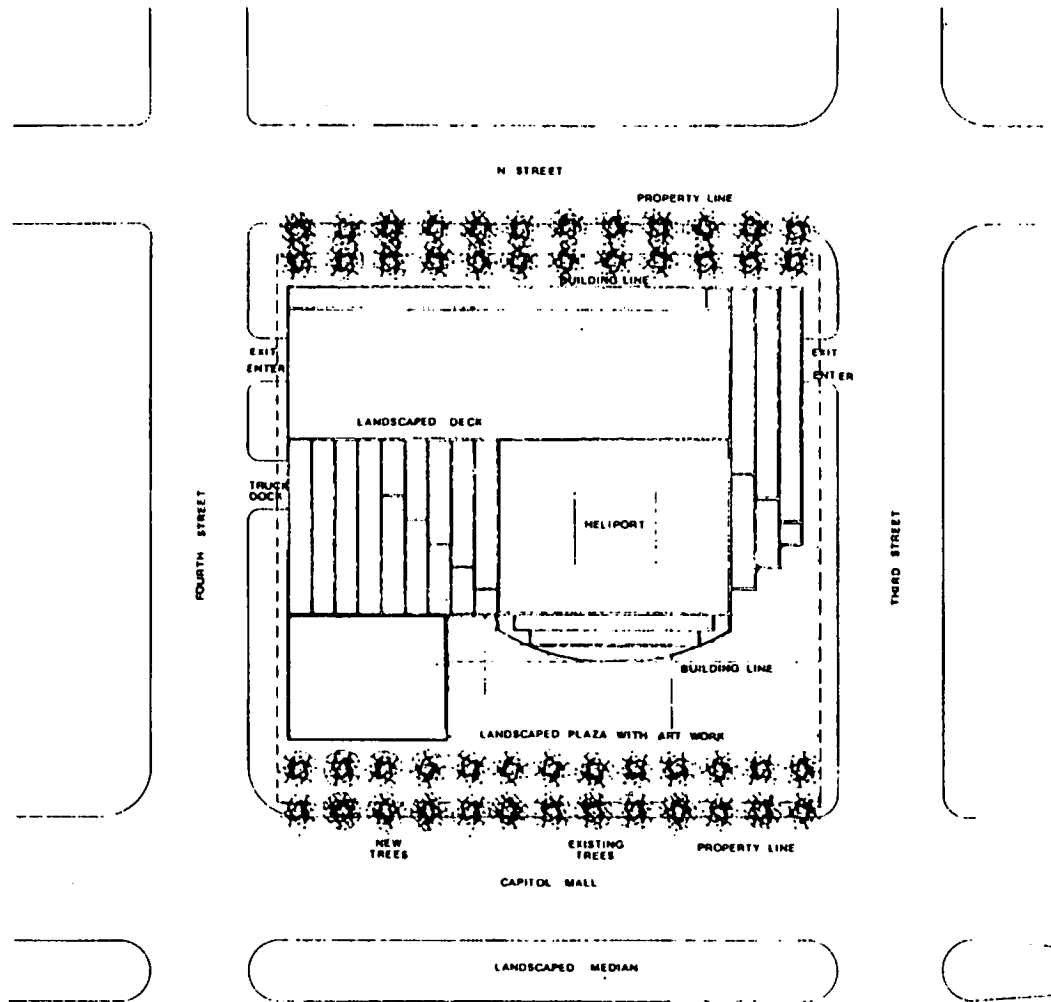 N STREET
PROPERTY LINE
BUILDING LINE
EXIT
ENTER
EXIT
ENTER
LANDSCAPED DECK
TRUCK
DOCK
HELIPORT
FOURTH STREET
THIRD STREET
BUILDING LINE
LANDSCAPED PLAZA WITH ART WORK
NEW
TREES
EXISTING
TREES
PROPERTY LINE
CAPITOL MALL
LANDSCAPED MEDIAN